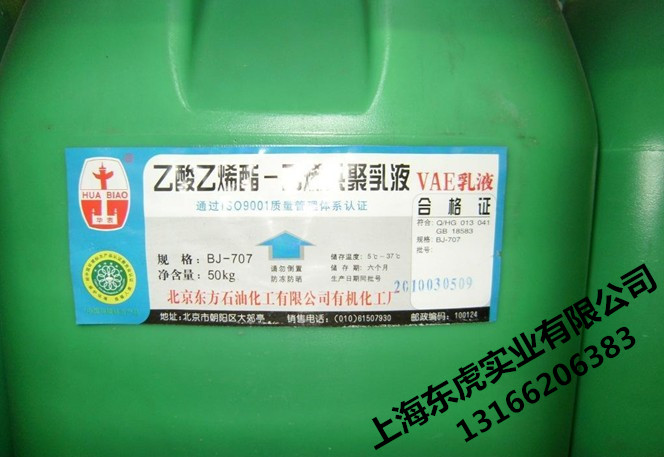 HUA BIAO
华表
乙酸乙烯酯-乙烯共聚乳液
VAE乳液
通过ISO9001质量管理体系认证
合格证
符合:Q/HG 013 041
GB 18583
规格:BJ-707
批号:
规 格:BJ-707
净含量:50kg
请勿倒置
防冻防晒
储存温度:5℃-37℃
储 存 期:六个月
生产日期同批号
2010030509
北京东方石油化工有限公司有机化工厂
地址:北京市朝阳区大郊亭
销售电话:(010)61507930
邮政编码:100124
上海东虎实业有限公司
13166206383